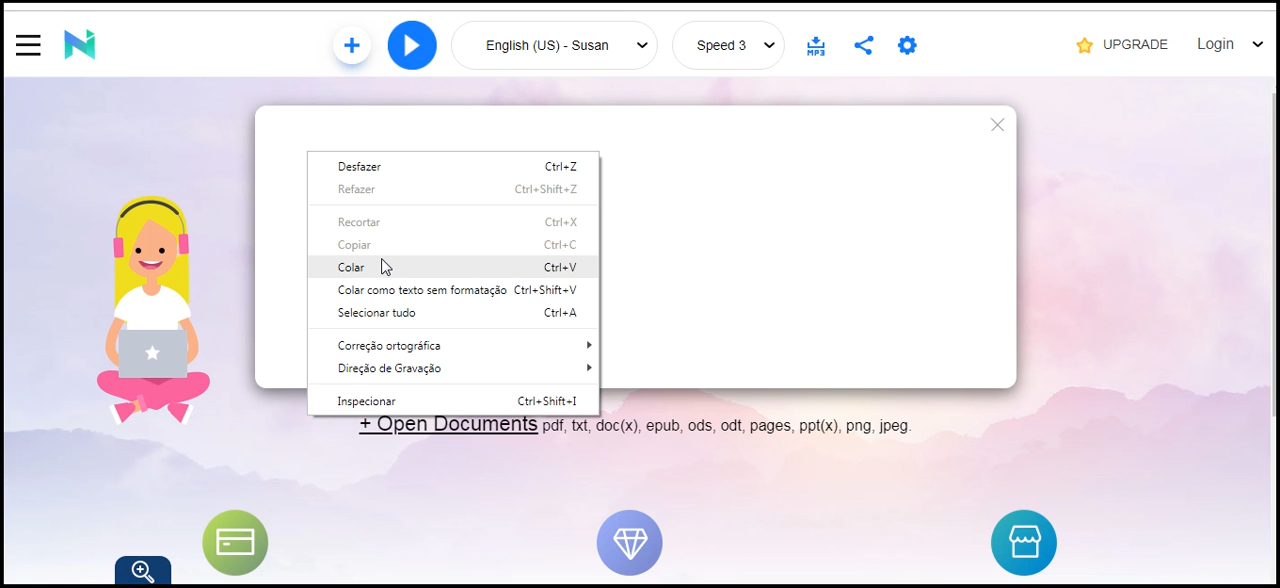 English (US) - Susan
Speed 3
MP3
UPGRADE
Login
Desfazer Ctrl+Z
Refazer Ctrl+Shift+Z
Recortar Ctrl+X
Copiar Ctrl+C
Colar Ctrl+V
Colar como texto sem formatação Ctrl+Shift+V
Selecionar tudo Ctrl+A
Correção ortográfica
Direção de Gravação
Inspecionar Ctrl+Shift+I
+ Open Documents pdf, txt, doc(x), epub, ods, odt, pages, ppt(x), png, jpeg.